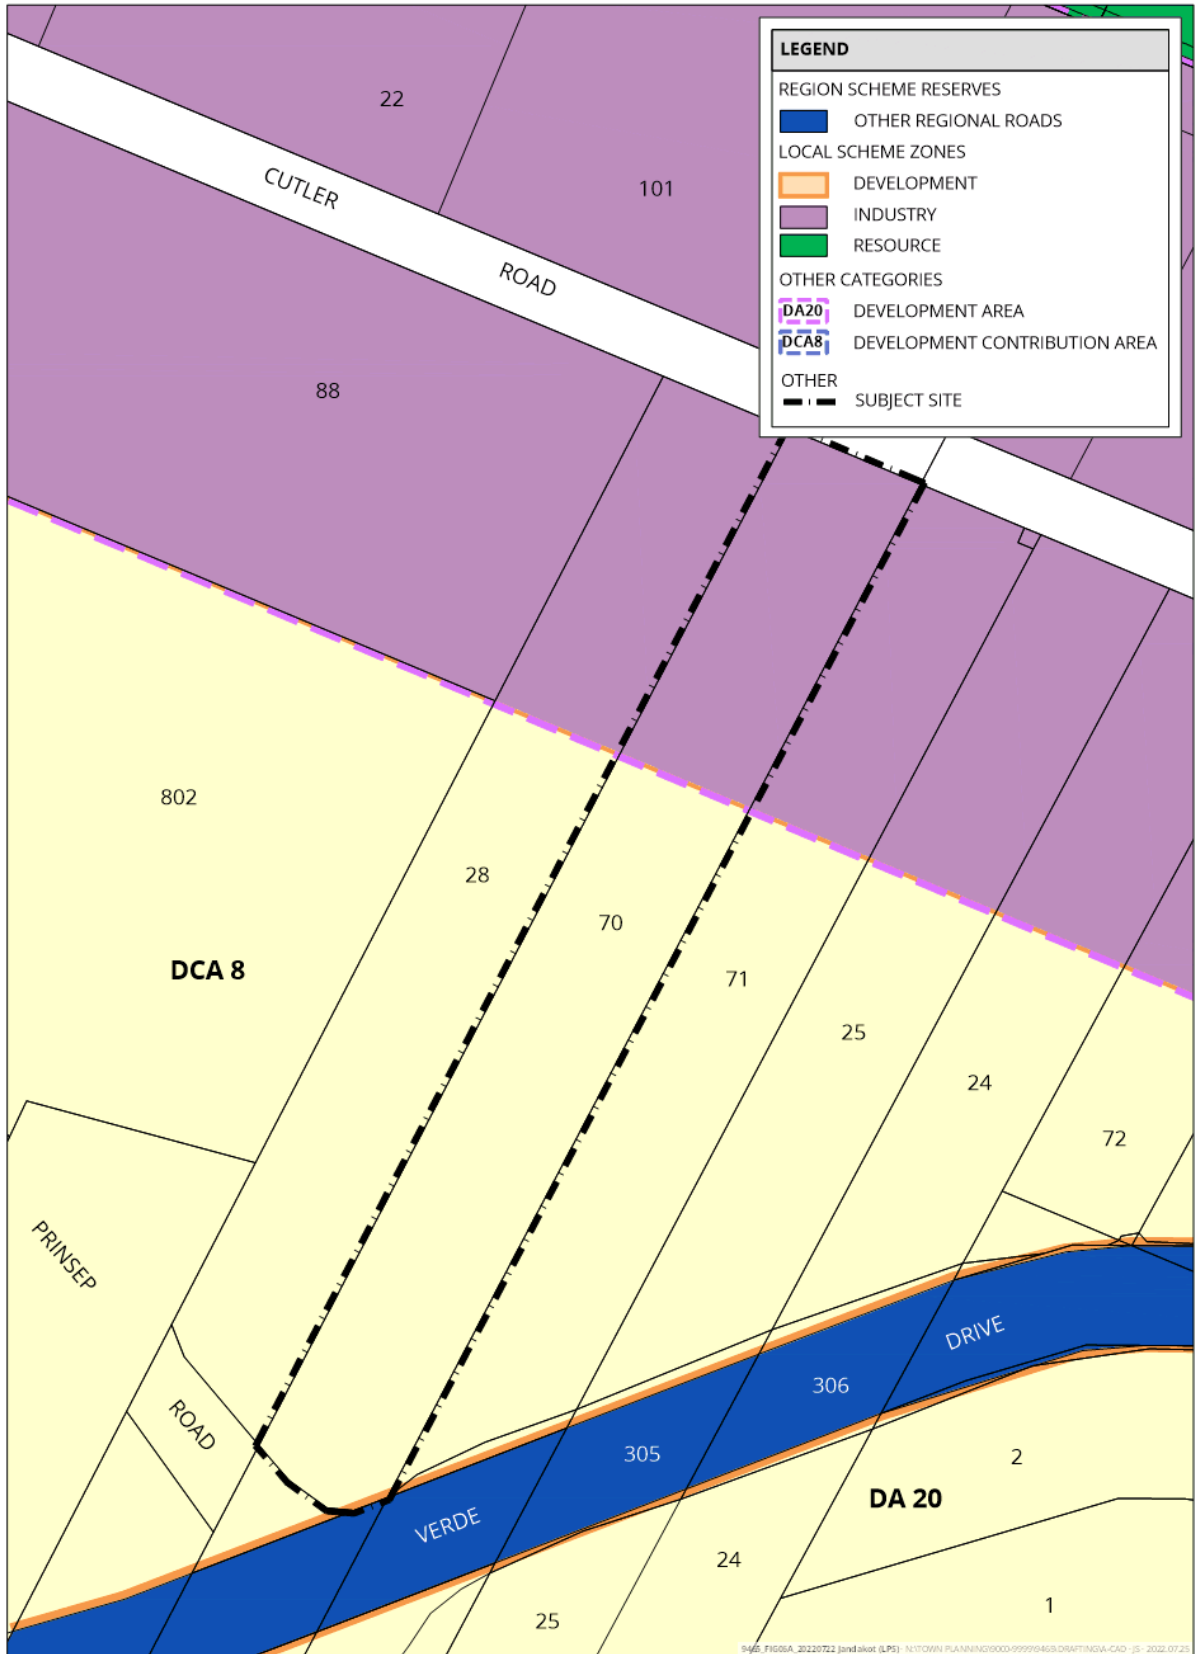 LEGEND
REGION SCHEME RESERVES
OTHER REGIONAL ROADS
LOCAL SCHEME ZONES
DEVELOPMENT
INDUSTRY
RESOURCE
OTHER CATEGORIES
DA20 DEVELOPMENT AREA
DCA8 DEVELOPMENT CONTRIBUTION AREA
OTHER
SUBJECT SITE
22
101
CUTLER
ROAD
88
802
28
70
71
25
24
72
DCA 8
PRINSEP
ROAD
DRIVE
306
305
VERDE
2
DA 20
24
25
1